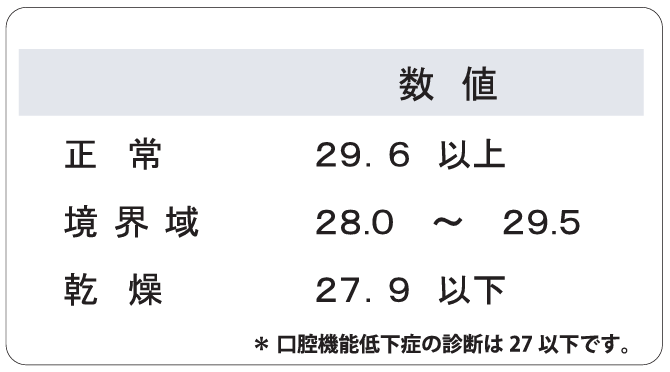 数値
正常 29.6 以上
境界域 28.0 ~ 29.5
乾燥 27.9 以下
＊口腔機能低下症の診断は 27 以下です。